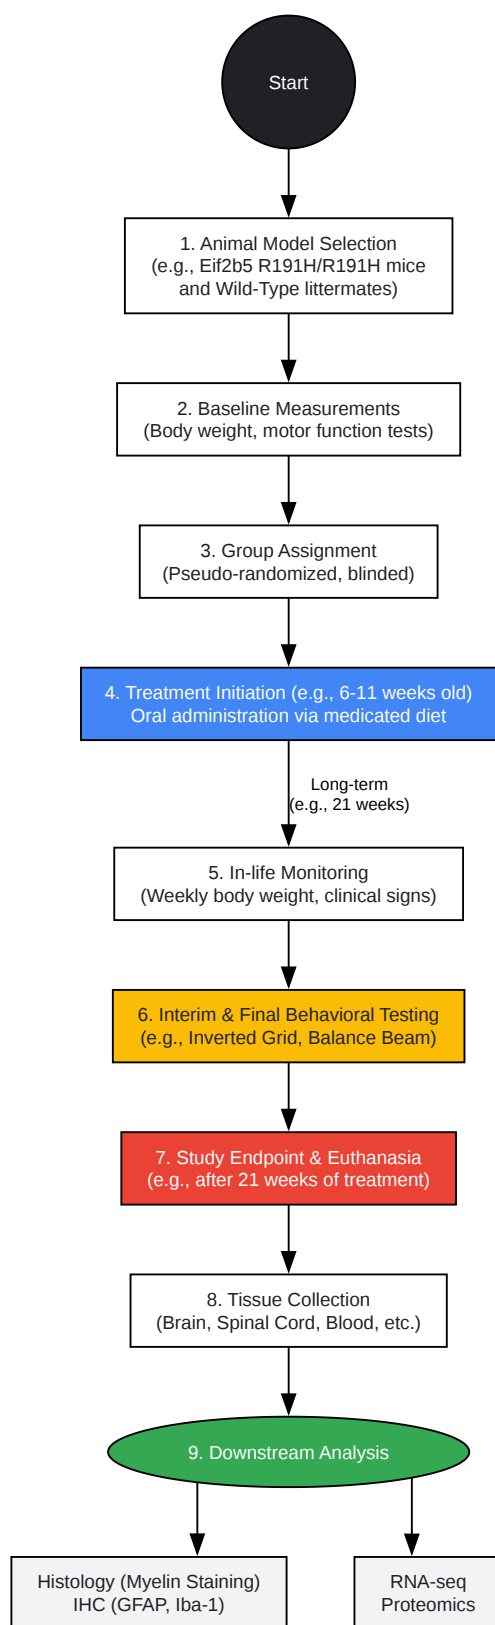 Start
1. Animal Model Selection
(e.g., Eif2b5 R191H/R191H mice
and Wild-Type littermates)
2. Baseline Measurements
(Body weight, motor function tests)
3. Group Assignment
(Pseudo-randomized, blinded)
4. Treatment Initiation (e.g., 6-11 weeks old)
Oral administration via medicated diet
Long-term
(e.g., 21 weeks)
5. In-life Monitoring
(Weekly body weight, clinical signs)
6. Interim & Final Behavioral Testing
(e.g., Inverted Grid, Balance Beam)
7. Study Endpoint & Euthanasia
(e.g., after 21 weeks of treatment)
8. Tissue Collection
(Brain, Spinal Cord, Blood, etc.)
9. Downstream Analysis
Histology (Myelin Staining)
IHC (GFAP, Iba-1)
RNA-seq
Proteomics